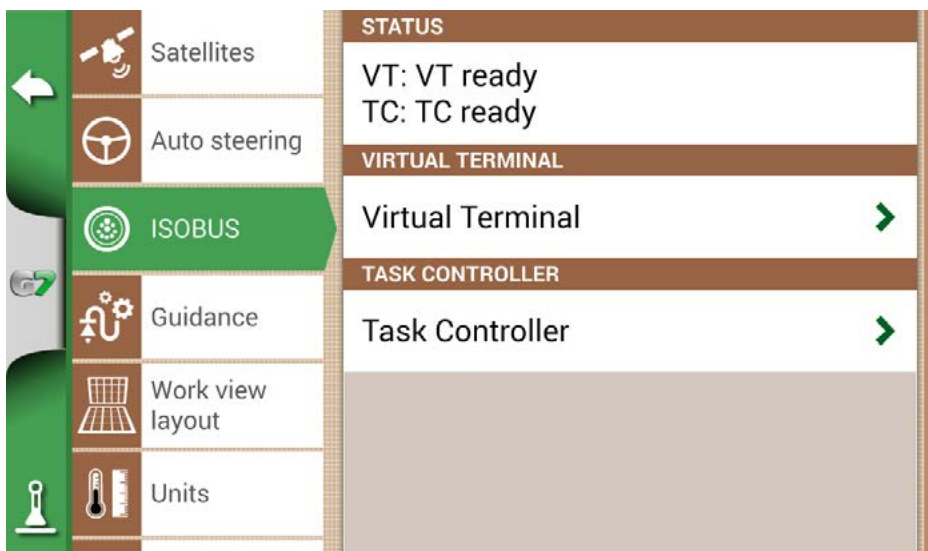 Satellites
Auto steering
ISOBUS
Guidance
Work view
layout
Units
G7
STATUS
VT: VT ready
TC: TC ready
VIRTUAL TERMINAL
Virtual Terminal
TASK CONTROLLER
Task Controller